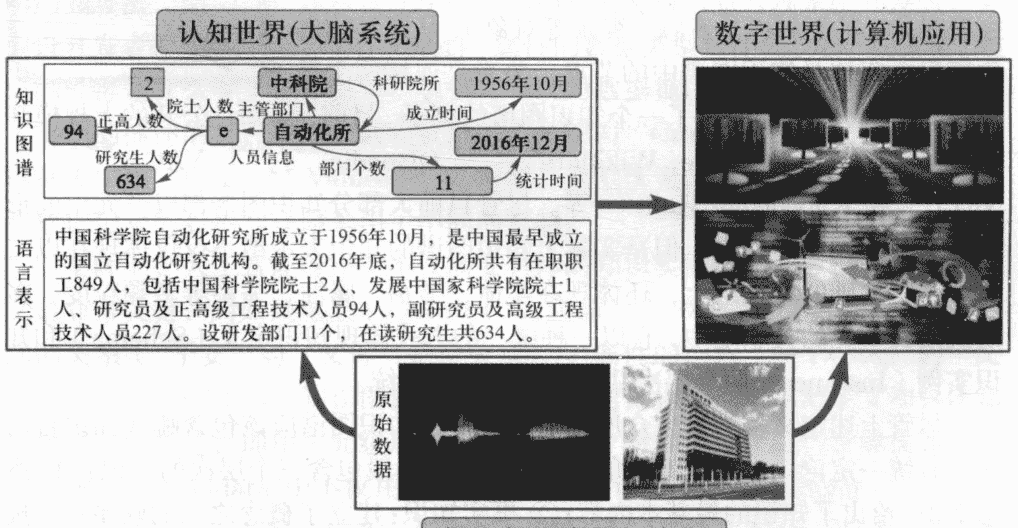 认知世界(大脑系统)
数字世界(计算机应用)
知识图谱
2
中科院
科研院所
1956年10月
院士人数
主管部门
成立时间
94
正高人数
e
自动化所
人员信息
2016年12月
研究生人数
部门个数
634
11
统计时间
语言表示
中国科学院自动化研究所成立于1956年10月，是中国最早成立
的国立自动化研究机构。截至2016年底，自动化所共有在职职
工849人，包括中国科学院院士2人、发展中国家科学院院士1
人、研究员及正高级工程技术人员94人，副研究员及高级工程
技术人员227人。设研发部门11个，在读研究生共634人。
原始数据